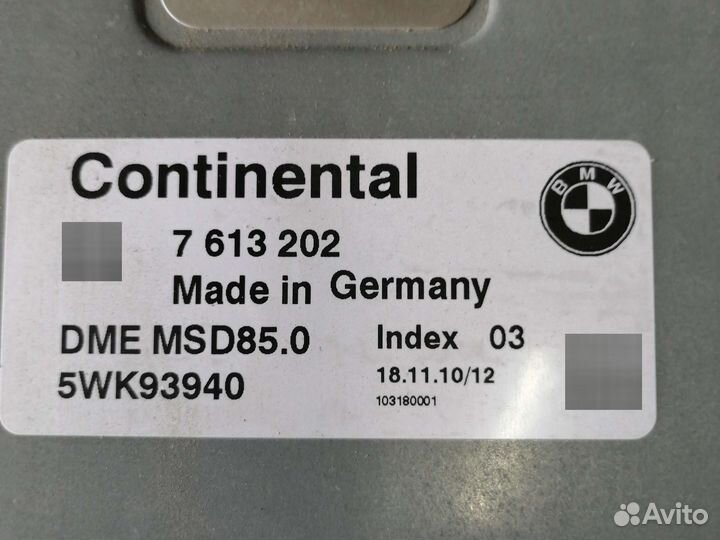 Continental
BMW
7 613 202
Made in Germany
DME MSD85.0
Index 03
5WK93940
18.11.10/12
103180001
Avito